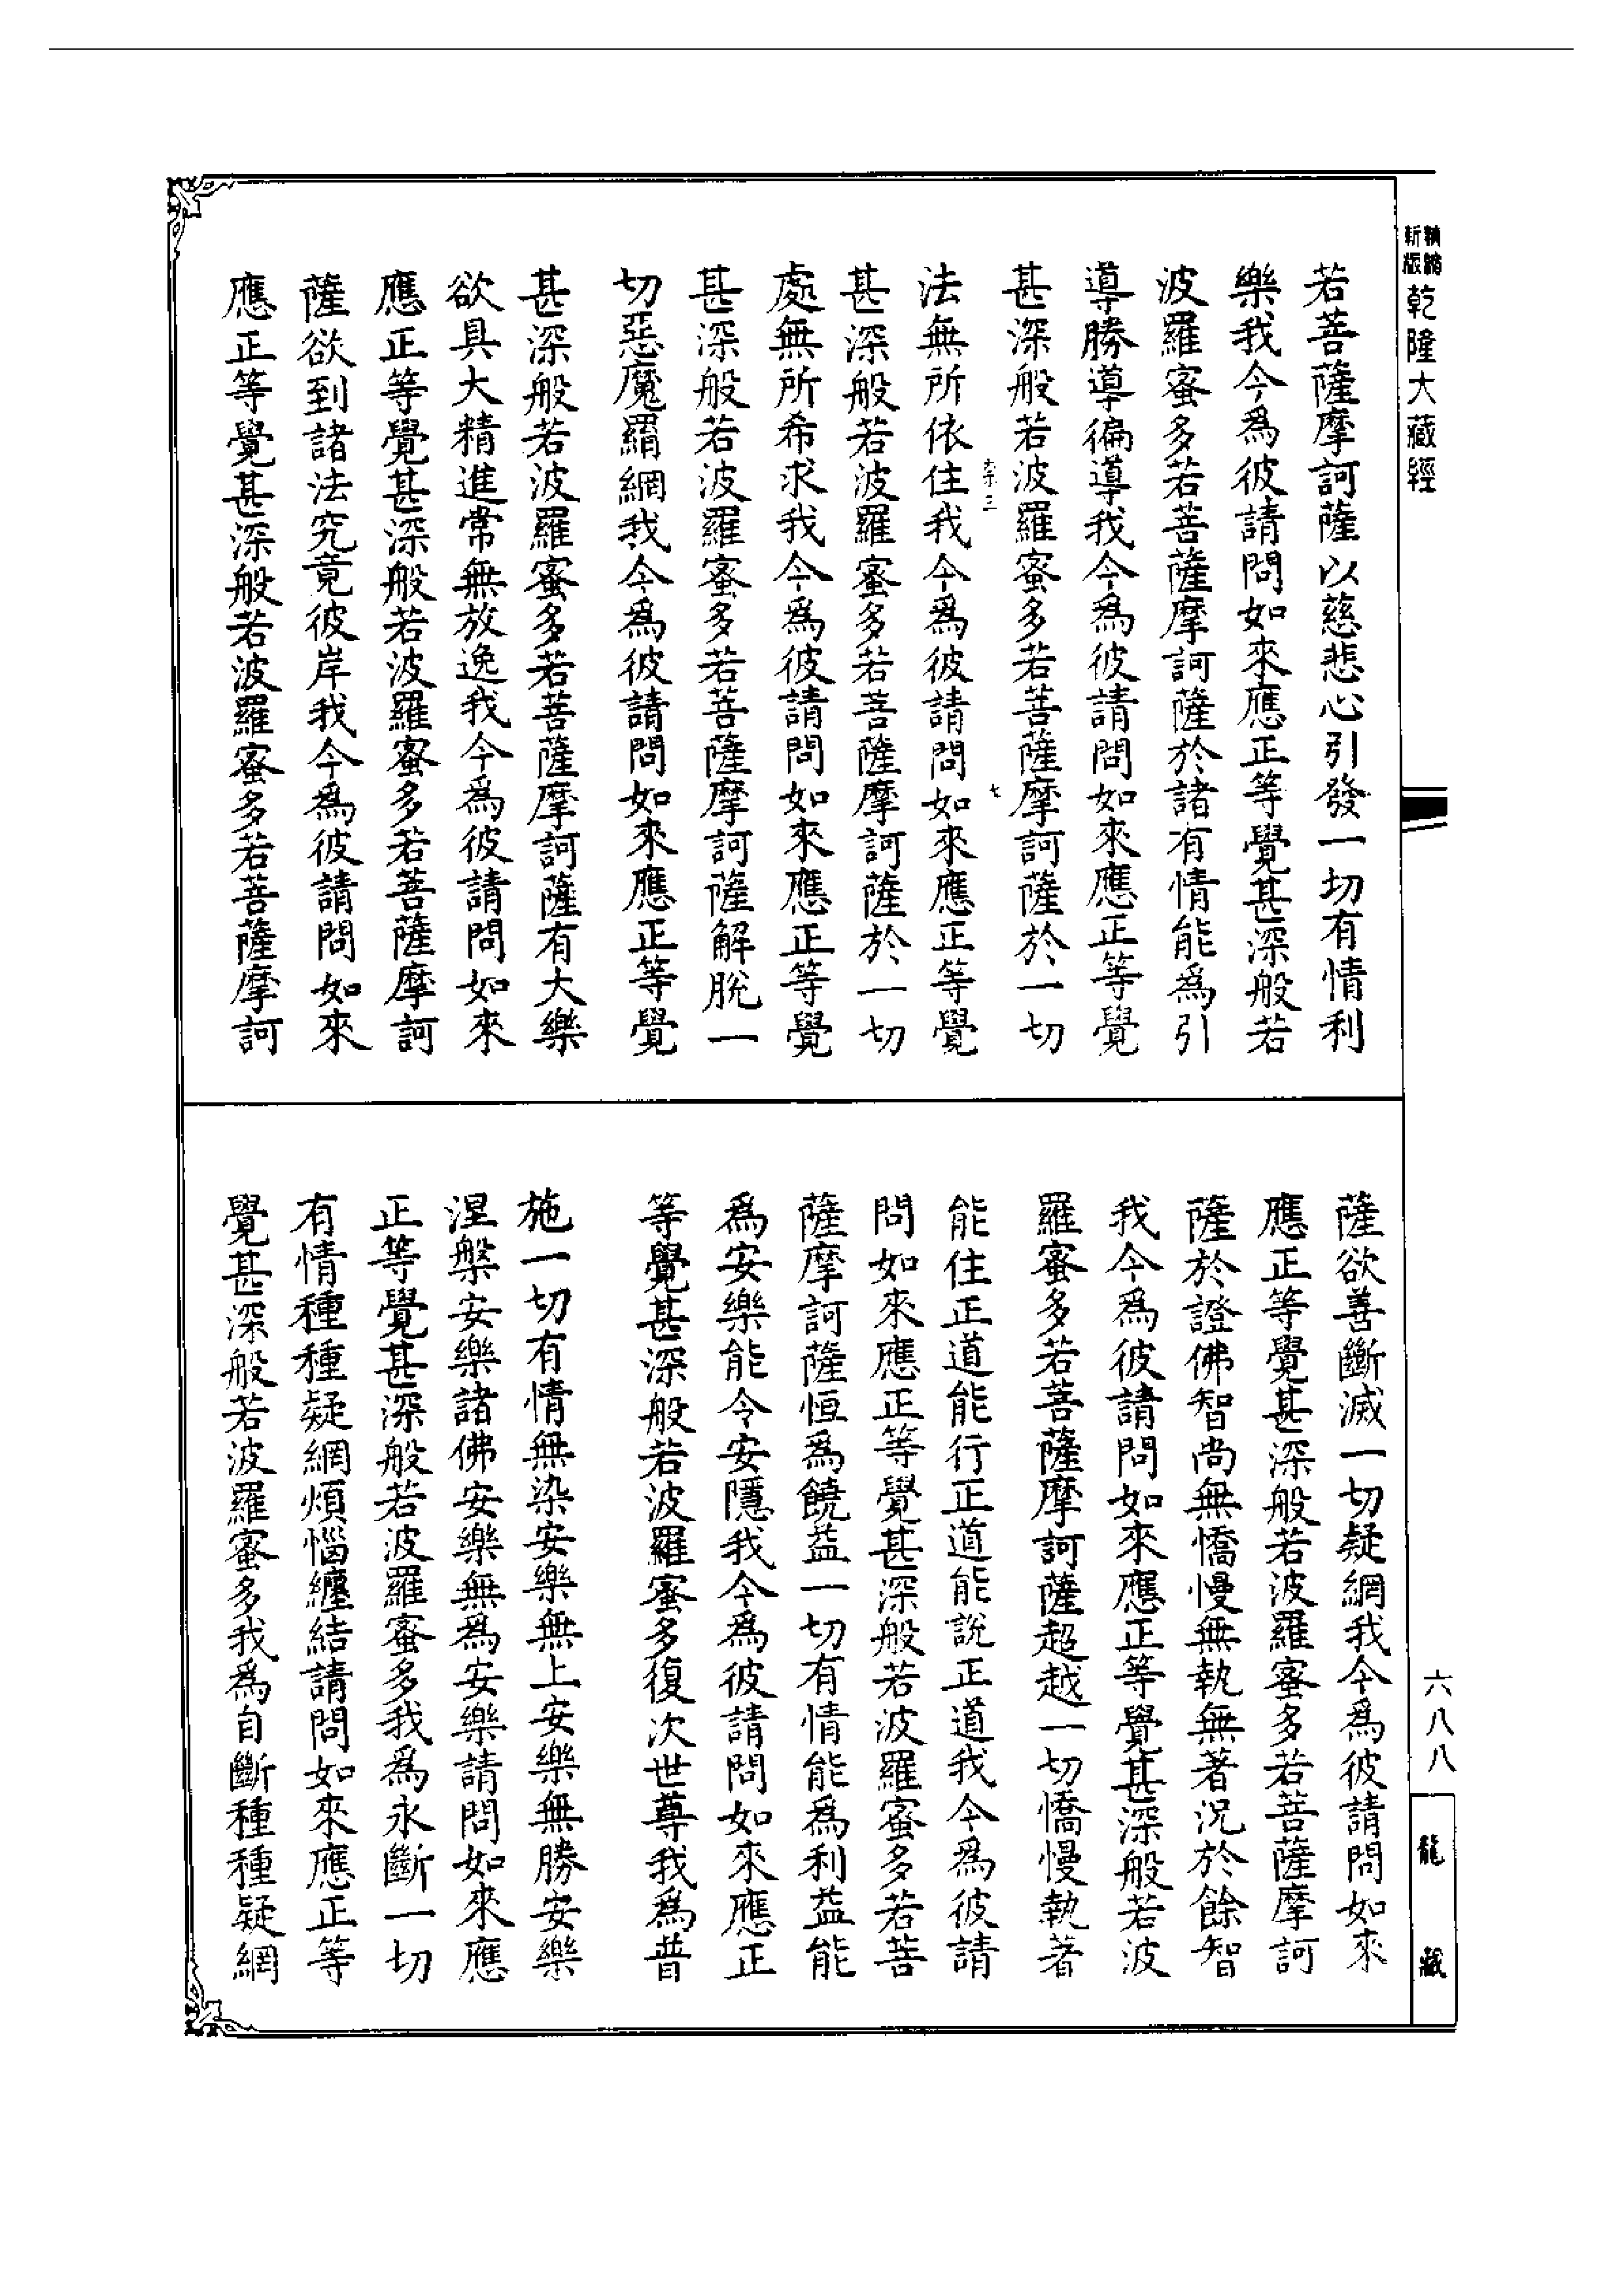 精縮
新版
乾隆大藏經
若菩薩摩訶薩以慈悲心引發一切有情利
樂我今爲彼請問如來應正等覺甚深般若
波羅蜜多若菩薩摩訶薩於諸有情能爲引
導勝導徧導我今爲彼請問如來應正等覺
甚深般若波羅蜜多若菩薩摩訶薩於一切
三
七
法無所依住我今爲彼請問如來應正等覺
甚深般若波羅蜜多若菩薩摩訶薩於一切
處無所希求我今爲彼請問如來應正等覺
甚深般若波羅蜜多若菩薩摩訶薩解脫一
切惡魔羂網我今爲彼請問如來應正等覺
甚深般若波羅蜜多若菩薩摩訶薩有大樂
欲具大精進常無放逸我今爲彼請問如來
應正等覺甚深般若波羅蜜多若菩薩摩訶
薩欲到諸法究竟彼岸我今爲彼請問如來
應正等覺甚深般若波羅蜜多若菩薩摩訶
薩欲善斷滅一切疑網我今爲彼請問如來
應正等覺甚深般若波羅蜜多若菩薩摩訶
薩於證佛智尚無憍慢無執無著況於餘智
我今爲彼請問如來應正等覺甚深般若波
羅蜜多若菩薩摩訶薩超越一切憍慢執著
能住正道能行正道能說正道我今爲彼請
問如來應正等覺甚深般若波羅蜜多若菩
薩摩訶薩恒爲饒益一切有情能爲利益能
爲安樂能令安隱我今爲彼請問如來應正
等覺甚深般若波羅蜜多復次世尊我爲普
施一切有情無染安樂無上安樂無勝安樂
涅槃安樂諸佛安樂無爲安樂請問如來應
正等覺甚深般若波羅蜜多我爲永斷一切
有情種種疑網煩惱纏結請問如來應正等
覺甚深般若波羅蜜多我爲自斷種種疑網
六八八
龍藏